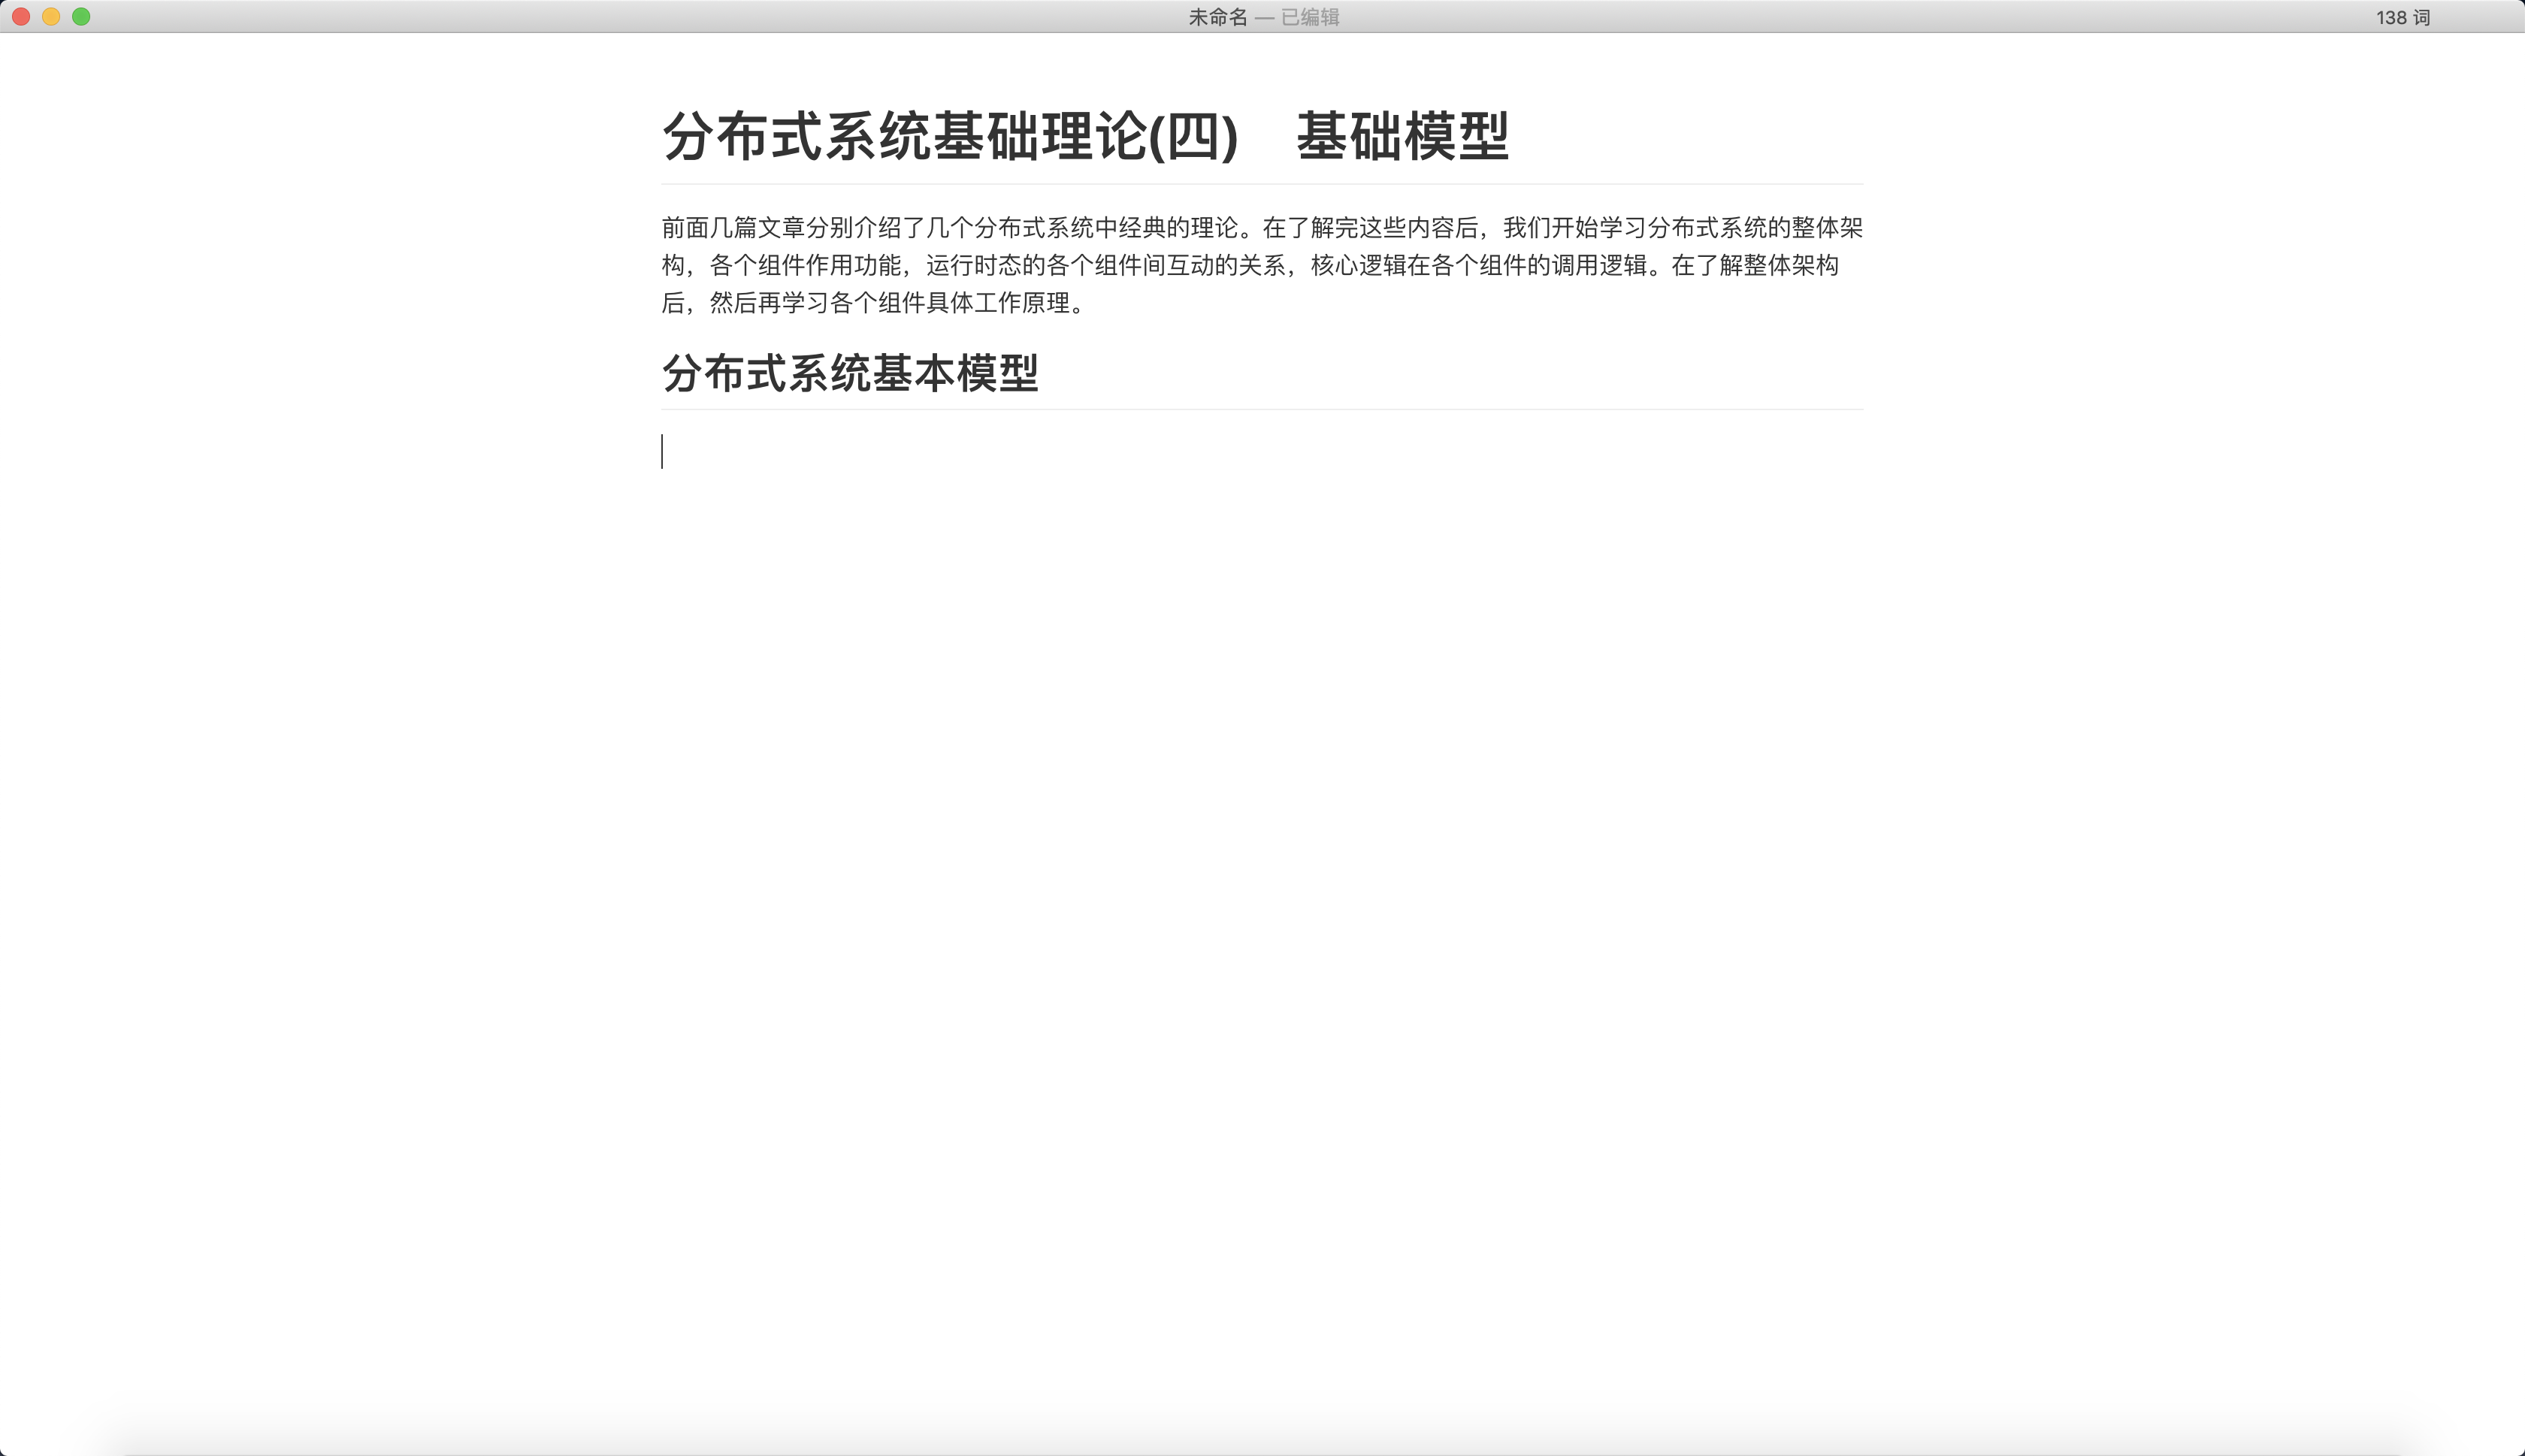 未命名 — 已编辑
138 词
分布式系统基础理论(四)　基础模型
前面几篇文章分别介绍了几个分布式系统中经典的理论。在了解完这些内容后，我们开始学习分布式系统的整体架
构，各个组件作用功能，运行时态的各个组件间互动的关系，核心逻辑在各个组件的调用逻辑。在了解整体架构
后，然后再学习各个组件具体工作原理。
分布式系统基本模型